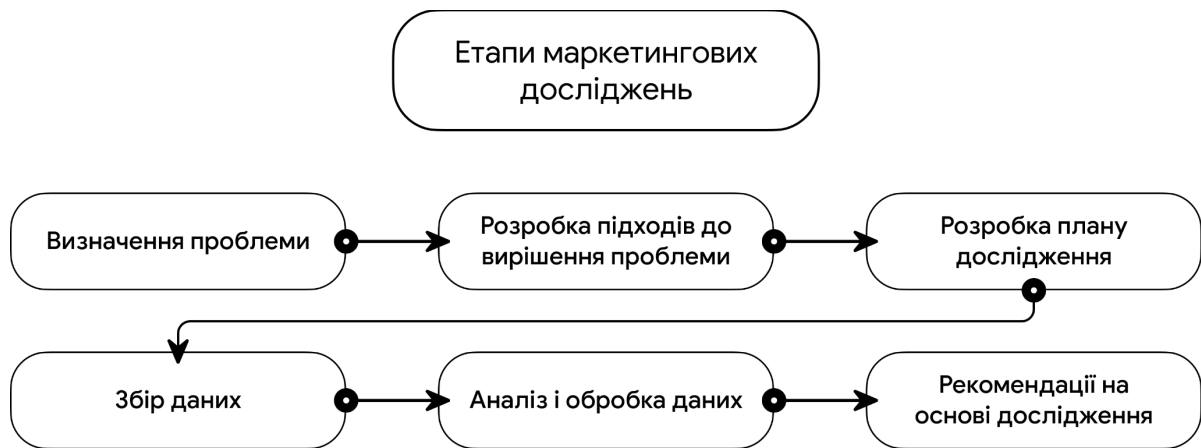 Етапи маркетингових
досліджень
Визначення проблеми
Розробка підходів до
вирішення проблеми
Розробка плану
дослідження
Збір даних
Аналіз і обробка даних
Рекомендації на
основі дослідження